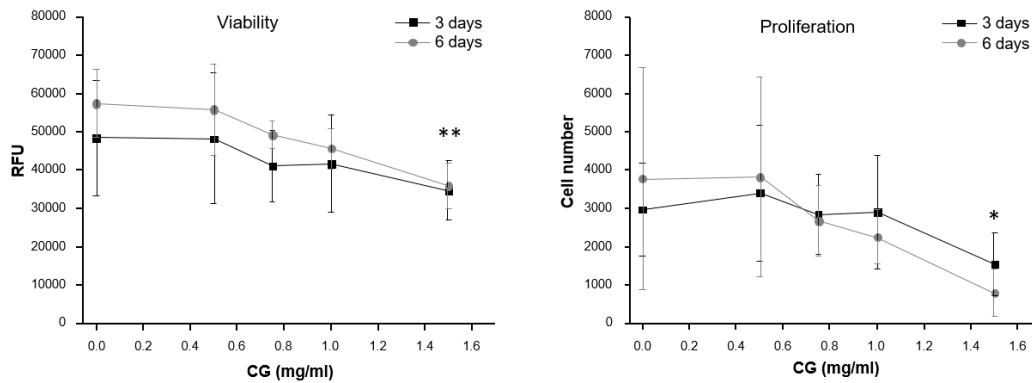 Viability
3 days
6 days
80000
70000
60000
50000
40000
30000
20000
10000
0
RFU
**
0.0 0.2 0.4 0.6 0.8 1.0 1.2 1.4 1.6
CG (mg/ml)
Proliferation
3 days
6 days
8000
7000
6000
5000
4000
3000
2000
1000
0
Cell number
*
0.0 0.2 0.4 0.6 0.8 1.0 1.2 1.4 1.6
CG (mg/ml)